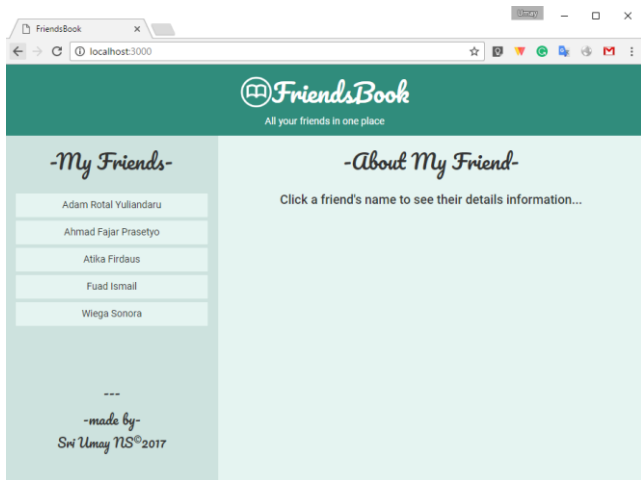 Umay
FriendsBook
localhost:3000
FriendsBook
All your friends in one place
-My Friends-
Adam Rotal Yuliandaru
Ahmad Fajar Prasetyo
Atika Firdaus
Fuad Ismail
Wiega Sonora
---
-made by-
Sri Umay NS©2017
-About My Friend-
Click a friend's name to see their details information...